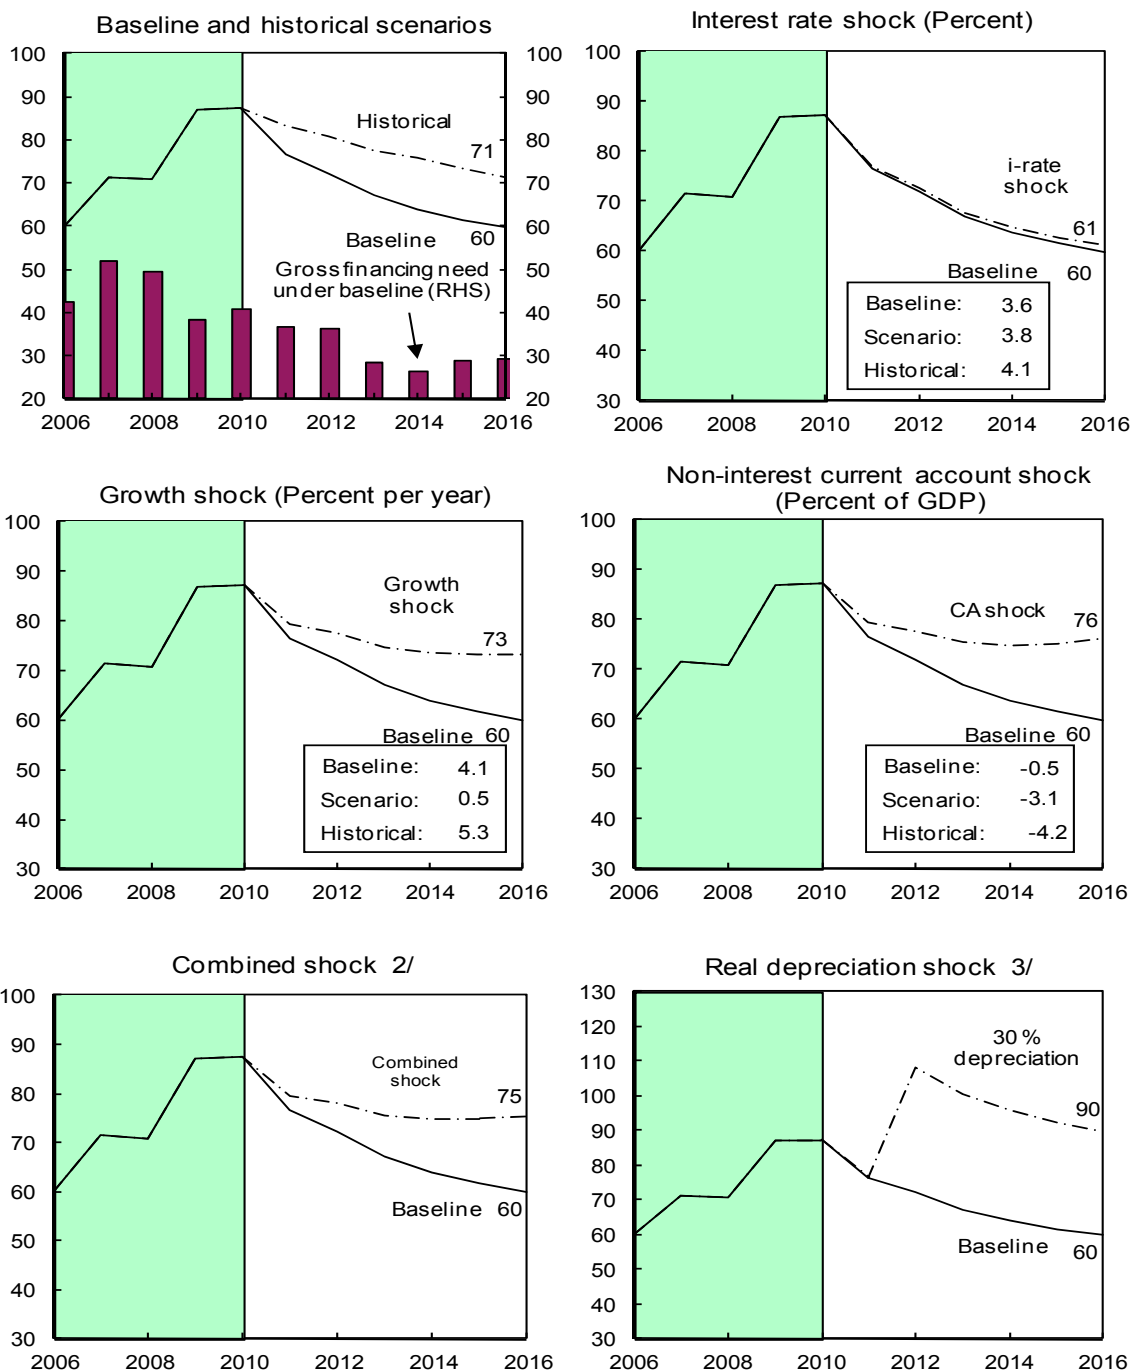 Baseline and historical scenarios
100
90
80
70
60
50
40
30
20
100
90
80
70
60
50
40
30
20
Historical
71
Baseline 60
Gross financing need
under baseline (RHS)
2006 2008 2010 2012 2014 2016
Interest rate shock (Percent)
100
90
80
70
60
50
40
30
i-rate
shock
61
Baseline
60
Baseline: 3.6
Scenario: 3.8
Historical: 4.1
2006 2008 2010 2012 2014 2016
Growth shock (Percent per year)
100
90
80
70
60
50
40
30
Growth
shock
73
Baseline 60
Baseline: 4.1
Scenario: 0.5
Historical: 5.3
2006 2008 2010 2012 2014 2016
Non-interest current account shock
(Percent of GDP)
100
90
80
70
60
50
40
30
CA shock
76
Baseline 60
Baseline: -0.5
Scenario: -3.1
Historical: -4.2
2006 2008 2010 2012 2014 2016
Combined shock 2/
100
90
80
70
60
50
40
30
Combined
shock
75
Baseline 60
2006 2008 2010 2012 2014 2016
Real depreciation shock 3/
130
120
110
100
90
80
70
60
50
40
30
30 %
depreciation
90
Baseline 60
2006 2008 2010 2012 2014 2016